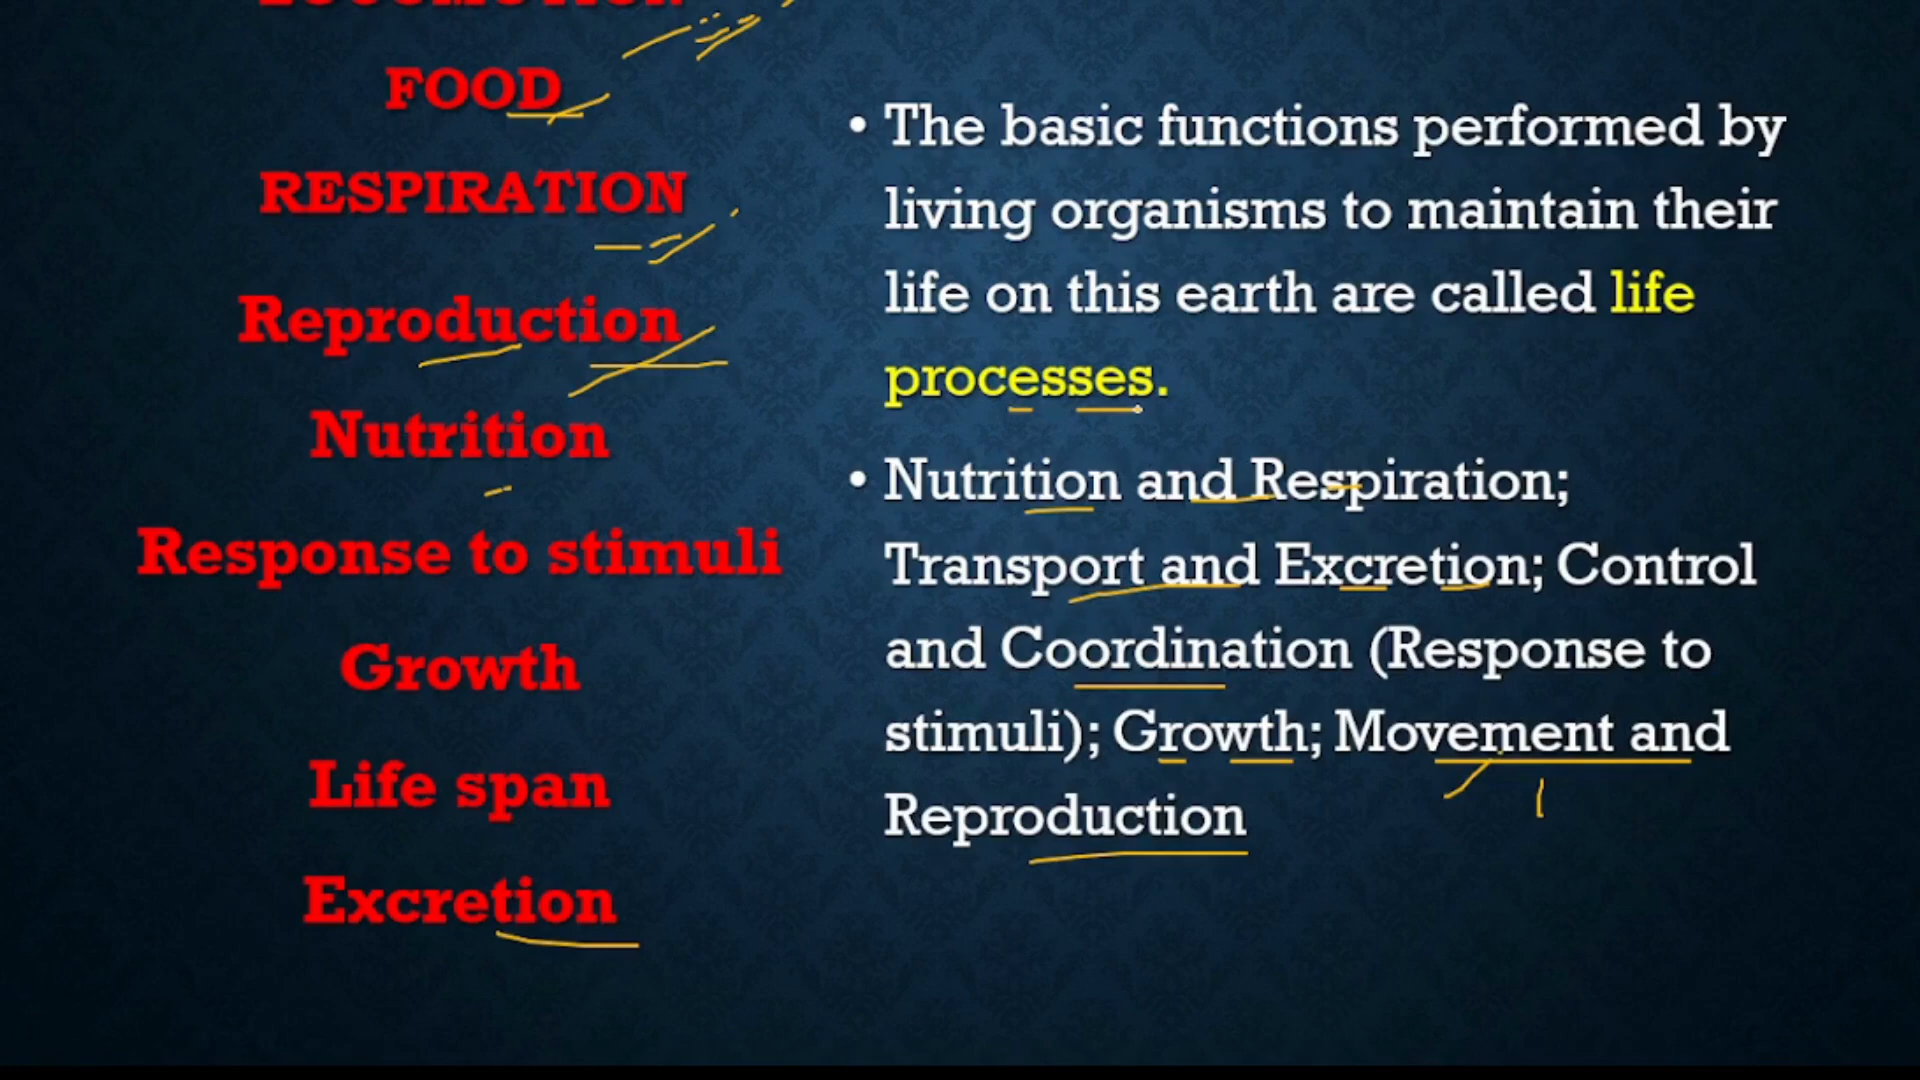 LOCOMOTION
FOOD
RESPIRATION
Reproduction
Nutrition
Response to stimuli
Growth
Life span
Excretion
• The basic functions performed by
living organisms to maintain their
life on this earth are called life
processes.
• Nutrition and Respiration;
Transport and Excretion; Control
and Coordination (Response to
stimuli); Growth; Movement and
Reproduction